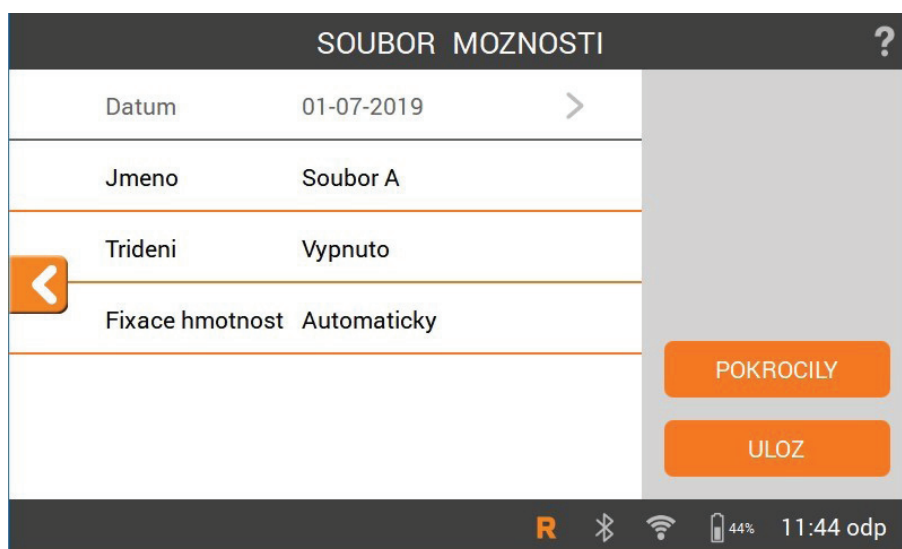 SOUBOR MOZNOSTI ?
Datum 01-07-2019
Jmeno Soubor A
Trideni Vypnuto
Fixace hmotnost Automaticky
POKROCILY
ULOZ
R 44% 11:44 odp